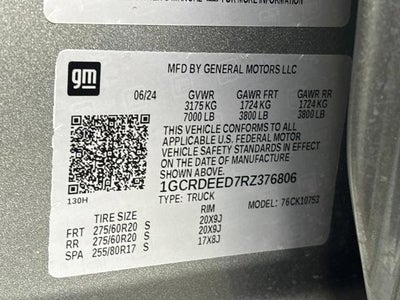 MORE INFORMATION
gm
MFD BY GENERAL MOTORS LLC
06/24 GVWR GAWR FRT GAWR RR
3175 KG 1724 KG 1724 KG
7000 LB 3800 LB 3800 LB
THIS VEHICLE CONFORMS TO ALL
APPLICABLE U.S. FEDERAL MOTOR
VEHICLE SAFETY STANDARDS IN EFFECT ON
THE DATE OF MANUFACTURE SHOWN ABOVE.
1GCRDEED7RZ376806
130H TYPE: TRUCK MODEL: 76CK10753
TIRE SIZE RIM
FRT 275/60R20 S 20X9J
RR 275/60R20 S 20X9J
SPA 255/80R17 S 17X8J